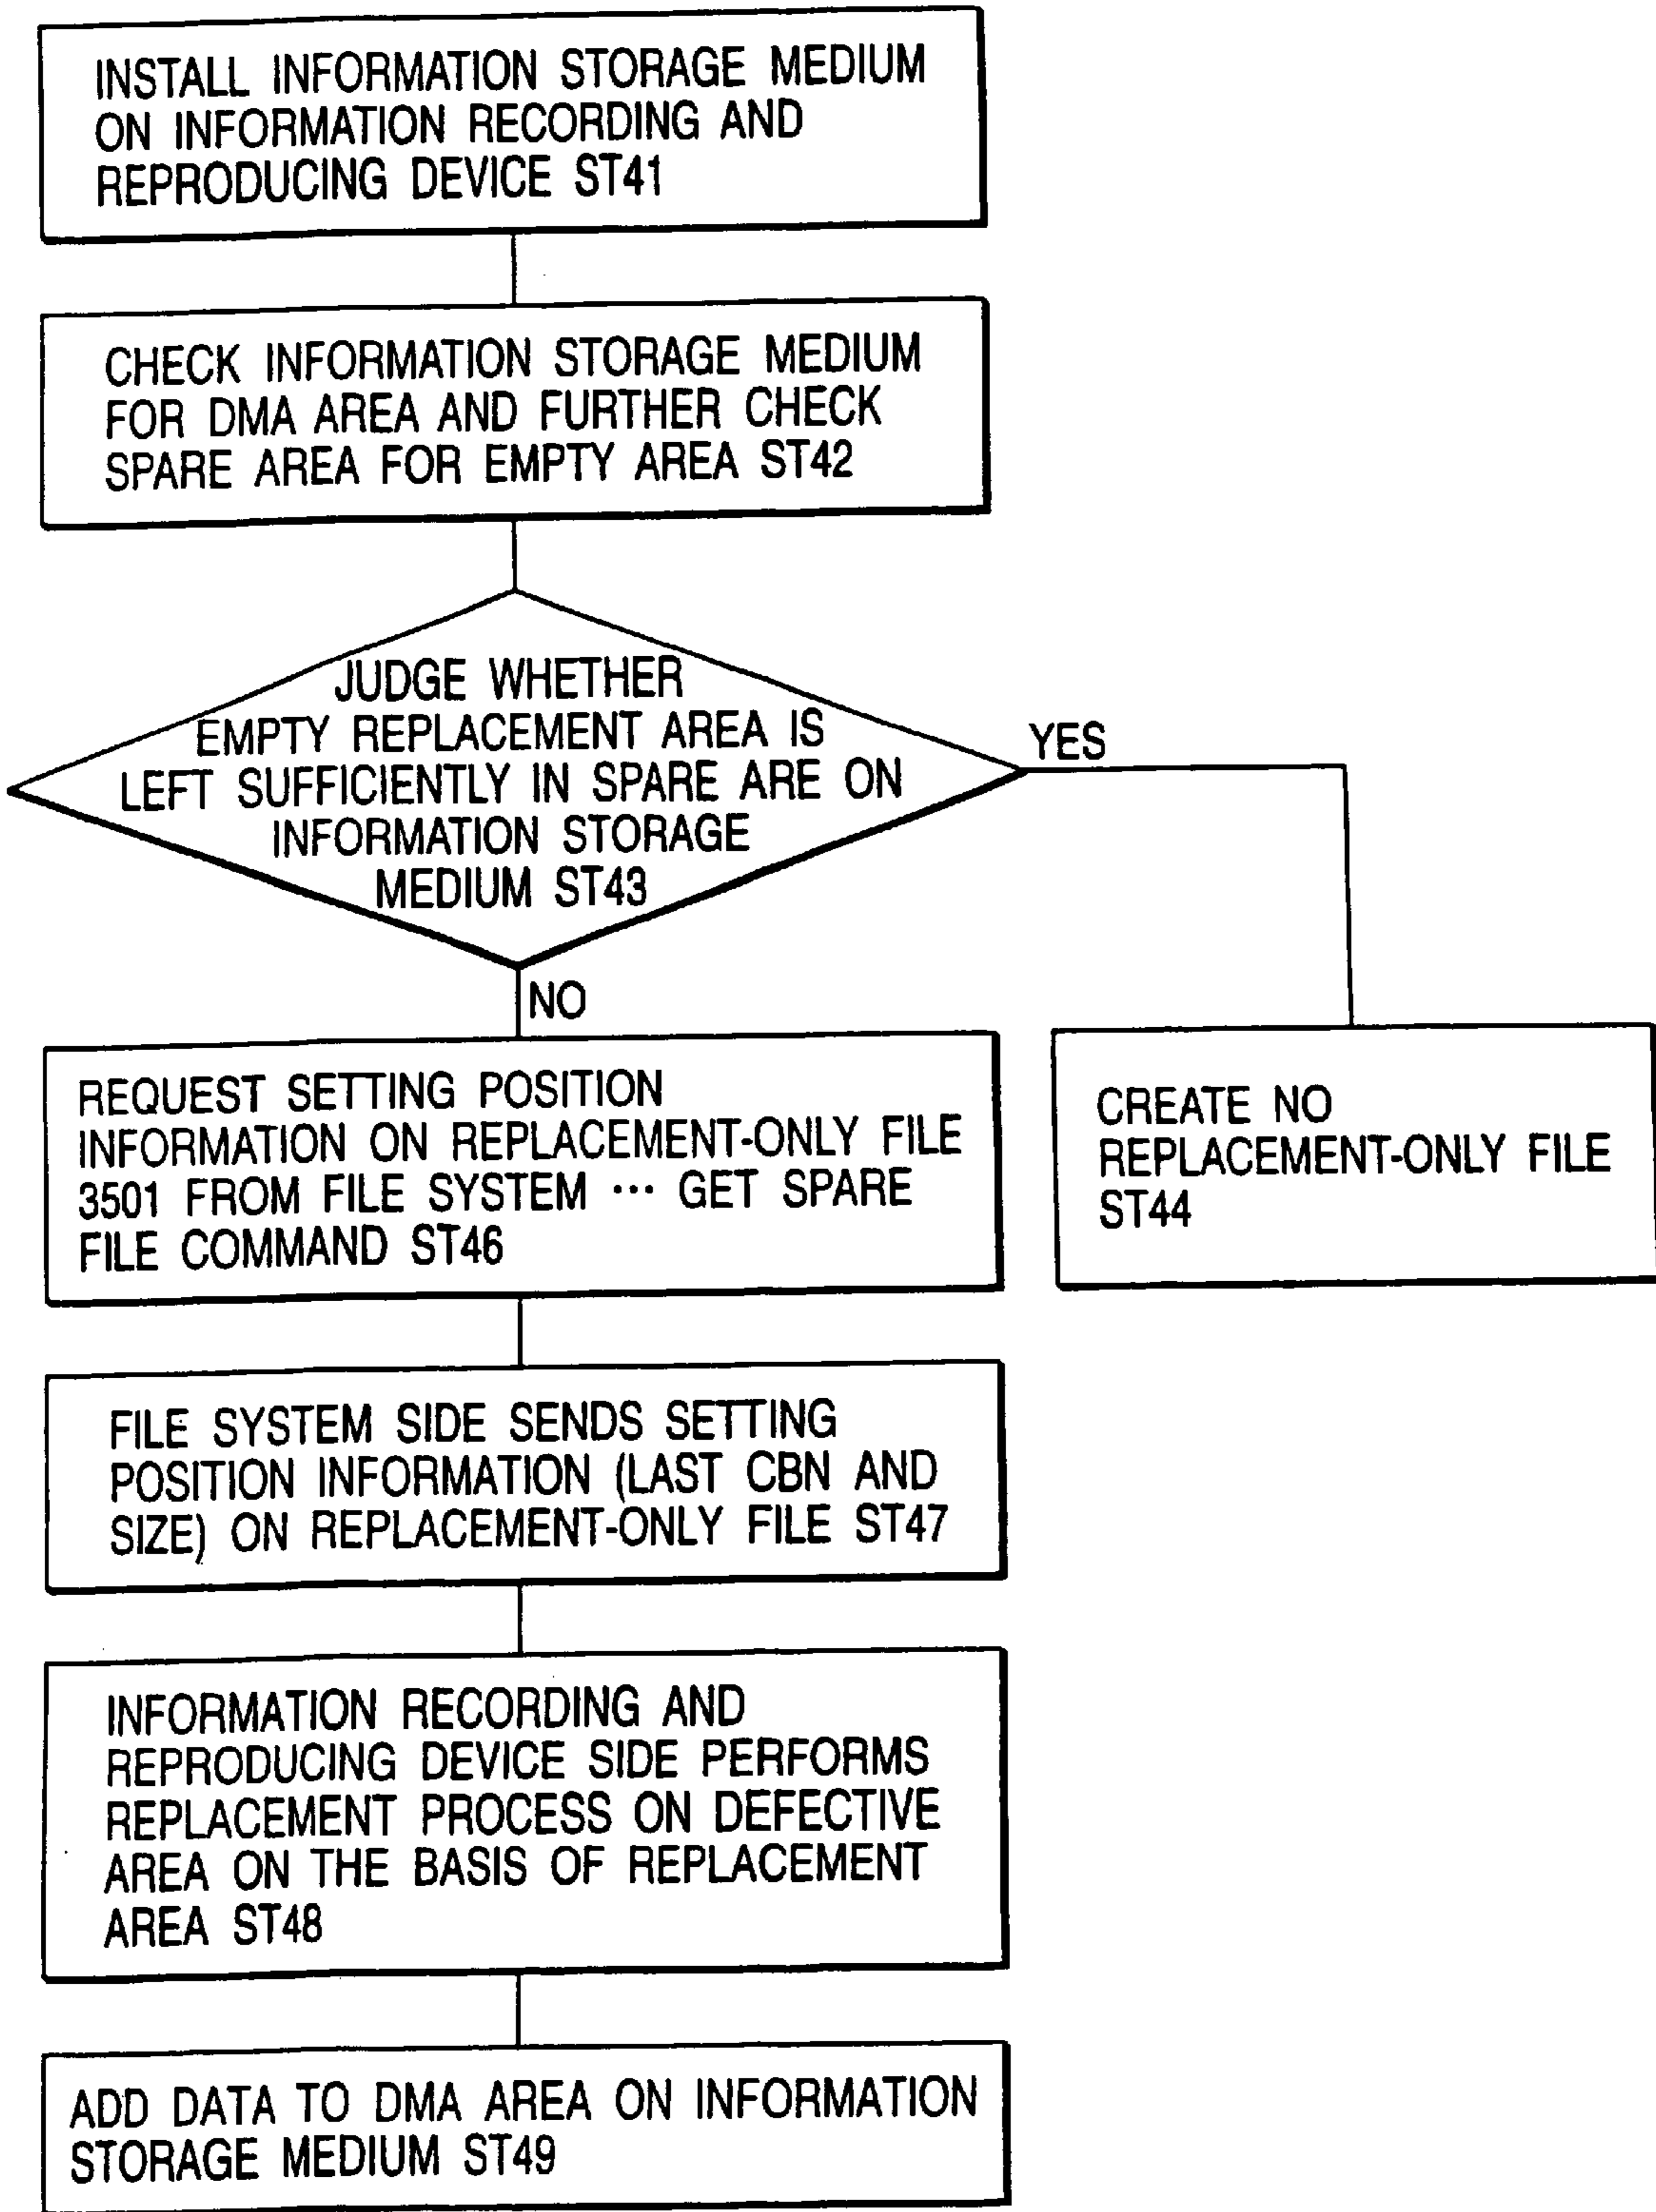 INSTALL INFORMATION STORAGE MEDIUM
ON INFORMATION RECORDING AND
REPRODUCING DEVICE ST41
CHECK INFORMATION STORAGE MEDIUM
FOR DMA AREA AND FURTHER CHECK
SPARE AREA FOR EMPTY AREA ST42
JUDGE WHETHER
EMPTY REPLACEMENT AREA IS
LEFT SUFFICIENTLY IN SPARE ARE ON
INFORMATION STORAGE
MEDIUM ST43
YES
NO
REQUEST SETTING POSITION
INFORMATION ON REPLACEMENT-ONLY FILE
3501 FROM FILE SYSTEM ··· GET SPARE
FILE COMMAND ST46
CREATE NO
REPLACEMENT-ONLY FILE
ST44
FILE SYSTEM SIDE SENDS SETTING
POSITION INFORMATION (LAST CBN AND
SIZE) ON REPLACEMENT-ONLY FILE ST47
INFORMATION RECORDING AND
REPRODUCING DEVICE SIDE PERFORMS
REPLACEMENT PROCESS ON DEFECTIVE
AREA ON THE BASIS OF REPLACEMENT
AREA ST48
ADD DATA TO DMA AREA ON INFORMATION
STORAGE MEDIUM ST49